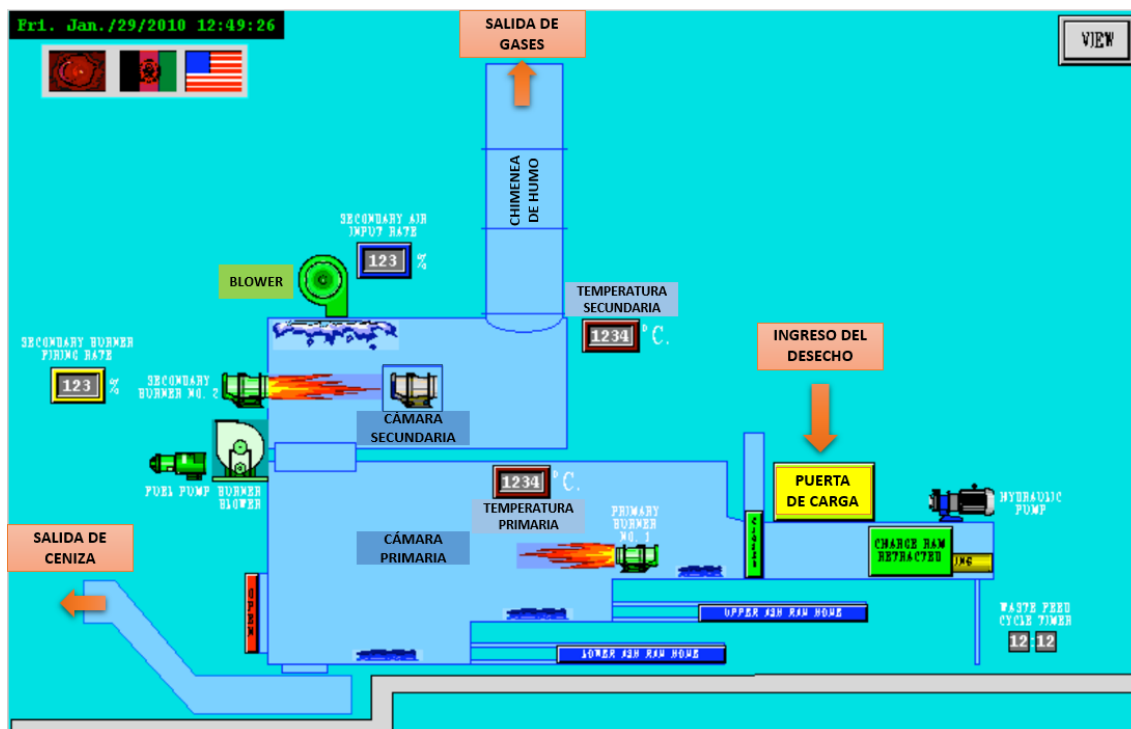 Fri. Jan./29/2010 12:49:26
SALIDA DE
GASES
VIEW
CHIMENEA
DE HUMO
SECONDARY AIR
INPUT RATE
123 %
BLOWER
TEMPERATURA
SECUNDARIA
1234 °C.
INGRESO DEL
DESECHO
SECONDARY BURNER
FIRING RATE
123 %
SECONDARY
BURNER NO. 2
CÁMARA
SECUNDARIA
FUEL PUMP
BURNER
BLOWER
1234 °C.
TEMPERATURA
PRIMARIA
PRIMARY
BURNER
NO. 1
CÁMARA
PRIMARIA
PUERTA
DE CARGA
HYDRAULIC
PUMP
CLOSED
CHARGE RAM
RETRACTED
ING
SALIDA DE
CENIZA
OPEN
UPPER ASH RAM HOME
LOWER ASH RAM HOME
WASTE FEED
CYCLE TIMER
12:12